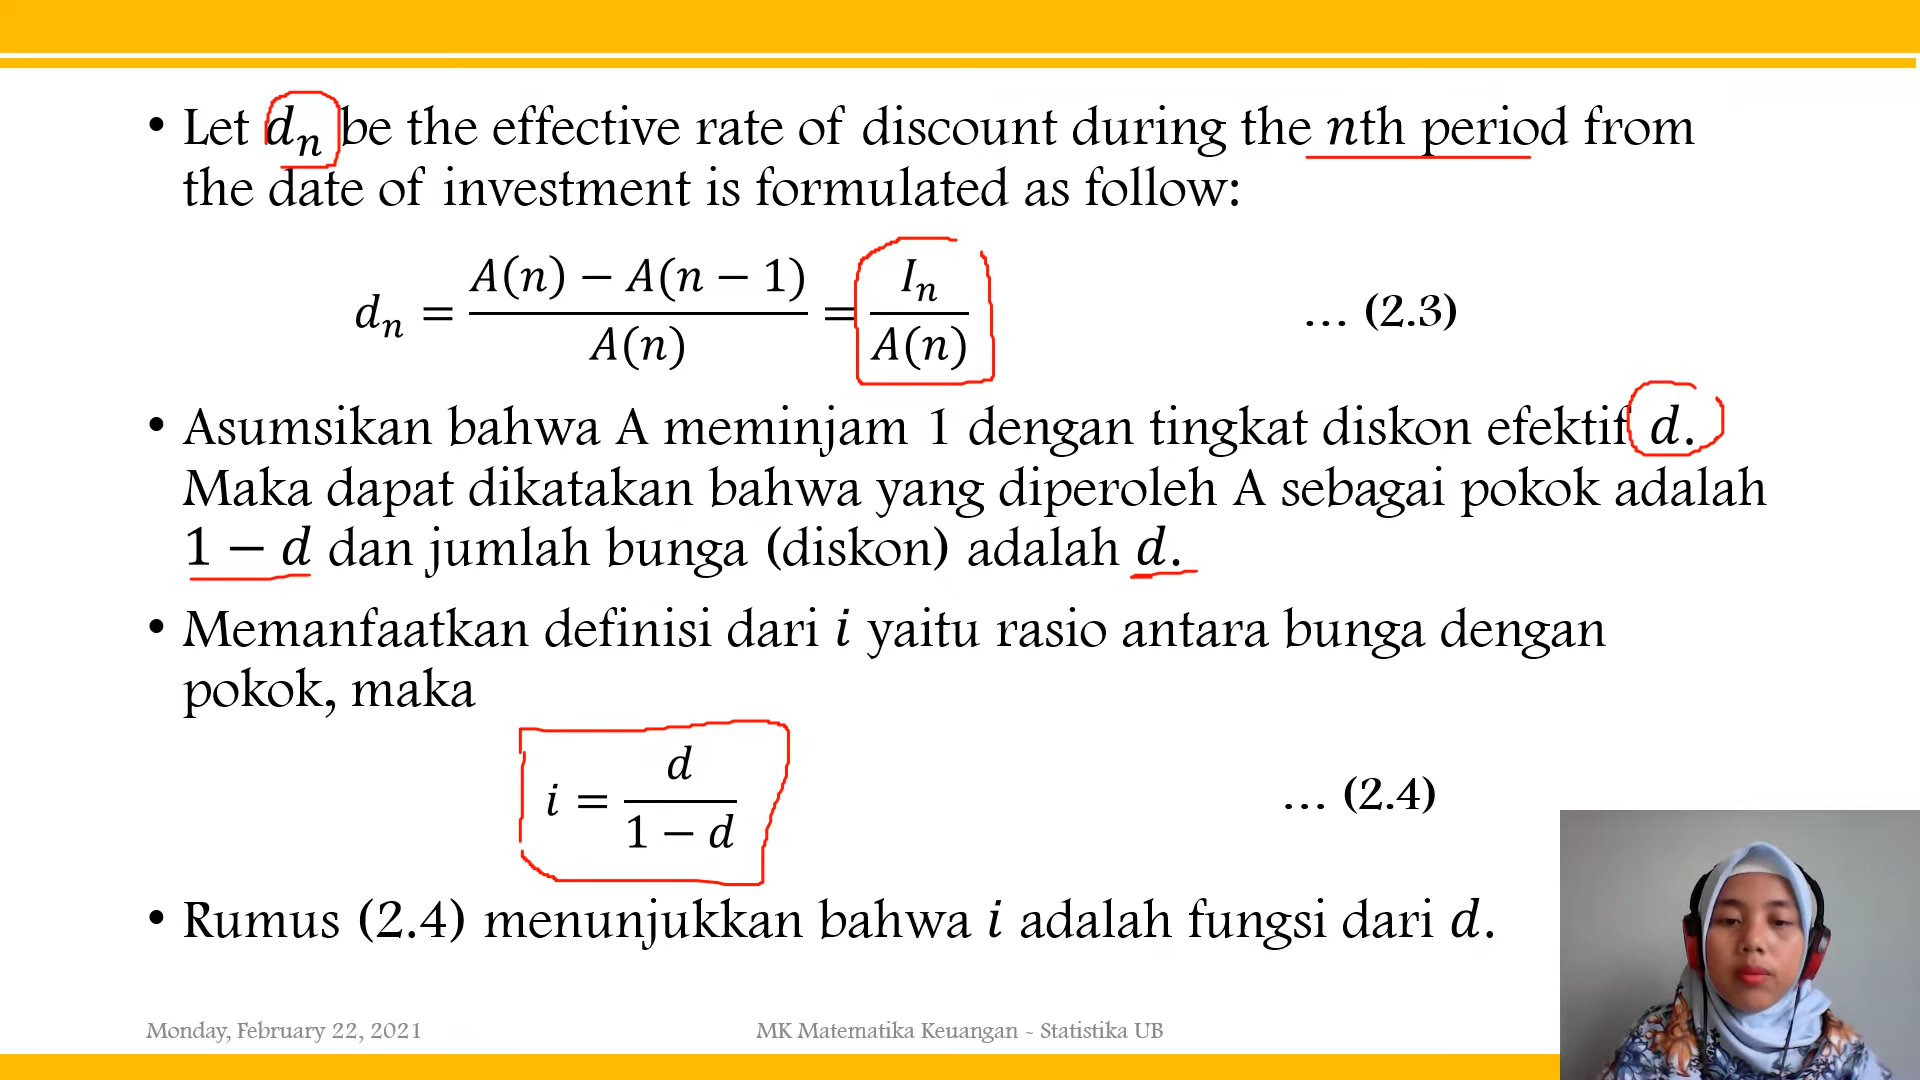 • Let dₙ be the effective rate of discount during the nth period from
the date of investment is formulated as follow:
dₙ = (A(n) − A(n − 1)) / A(n) = Iₙ / A(n) … (2.3)
• Asumsikan bahwa A meminjam 1 dengan tingkat diskon efektif d.
Maka dapat dikatakan bahwa yang diperoleh A sebagai pokok adalah
1 − d dan jumlah bunga (diskon) adalah d.
• Memanfaatkan definisi dari i yaitu rasio antara bunga dengan
pokok, maka
i = d / (1 − d) … (2.4)
• Rumus (2.4) menunjukkan bahwa i adalah fungsi dari d.
Monday, February 22, 2021 MK Matematika Keuangan - Statistika UB